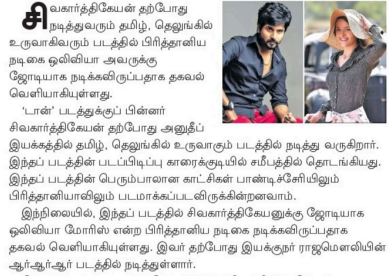 சிவகார்த்திகேயன் தற்போது
நடித்துவரும் தமிழ், தெலுங்கில்
உருவாகிவரும் படத்தில் பிரித்தானிய
நடிகை ஒலிவியா அவருக்கு
ஜோடியாக நடிக்கவிருப்பதாக தகவல்
வெளியாகியுள்ளது.
'டான்' படத்துக்குப் பின்னர்
சிவகார்த்திகேயன் தற்போது அனுதீப்
இயக்கத்தில் தமிழ், தெலுங்கில் உருவாகும் படத்தில் நடித்து வருகிறார்.
இந்தப் படத்தின் படப்பிடிப்பு காரைக்குடியில் சமீபத்தில் தொடங்கியது.
இந்தப் படத்தின் பெரும்பாலான காட்சிகள் பாண்டிச்சேரியிலும்
பிரித்தானியாவிலும் படமாக்கப்படவிருக்கின்றனவாம்.
இந்நிலையில், இந்தப் படத்தில் சிவகார்த்திகேயனுக்கு ஜோடியாக
ஒலிவியா மோரிஸ் என்ற பிரித்தானிய நடிகை நடிக்கவிருப்பதாக
தகவல் வெளியாகியுள்ளது. இவர் தற்போது இயக்குநர் ராஜமௌலியின்
ஆர்ஆர்ஆர் படத்தில் நடித்துள்ளார்.